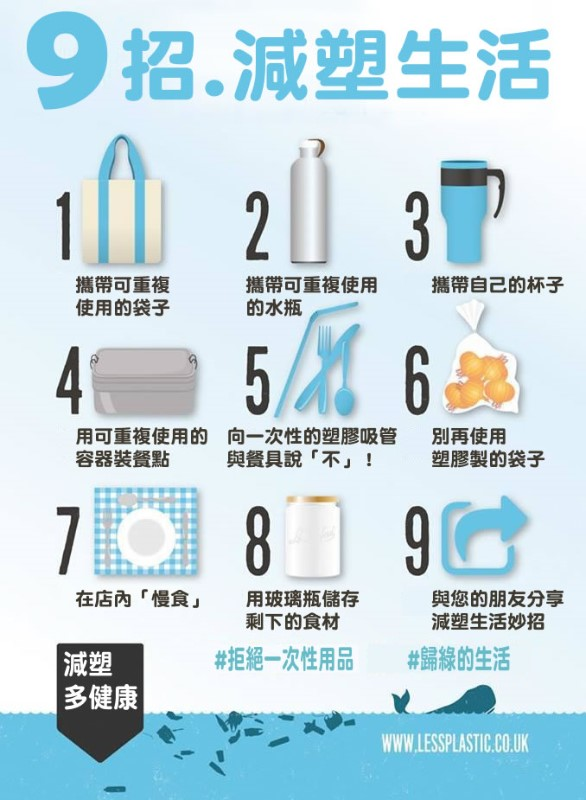 9招.減塑生活
1
攜帶可重複
使用的袋子
2
攜帶可重複使用
的水瓶
3
攜帶自己的杯子
4
用可重複使用的
容器裝餐點
5
向一次性的塑膠吸管
與餐具說「不」！
6
別再使用
塑膠製的袋子
7
在店內「慢食」
8
用玻璃瓶儲存
剩下的食材
9
與您的朋友分享
減塑生活妙招
#拒絕一次性用品
#歸綠的生活
減塑
多健康
WWW.LESSPLASTIC.CO.UK